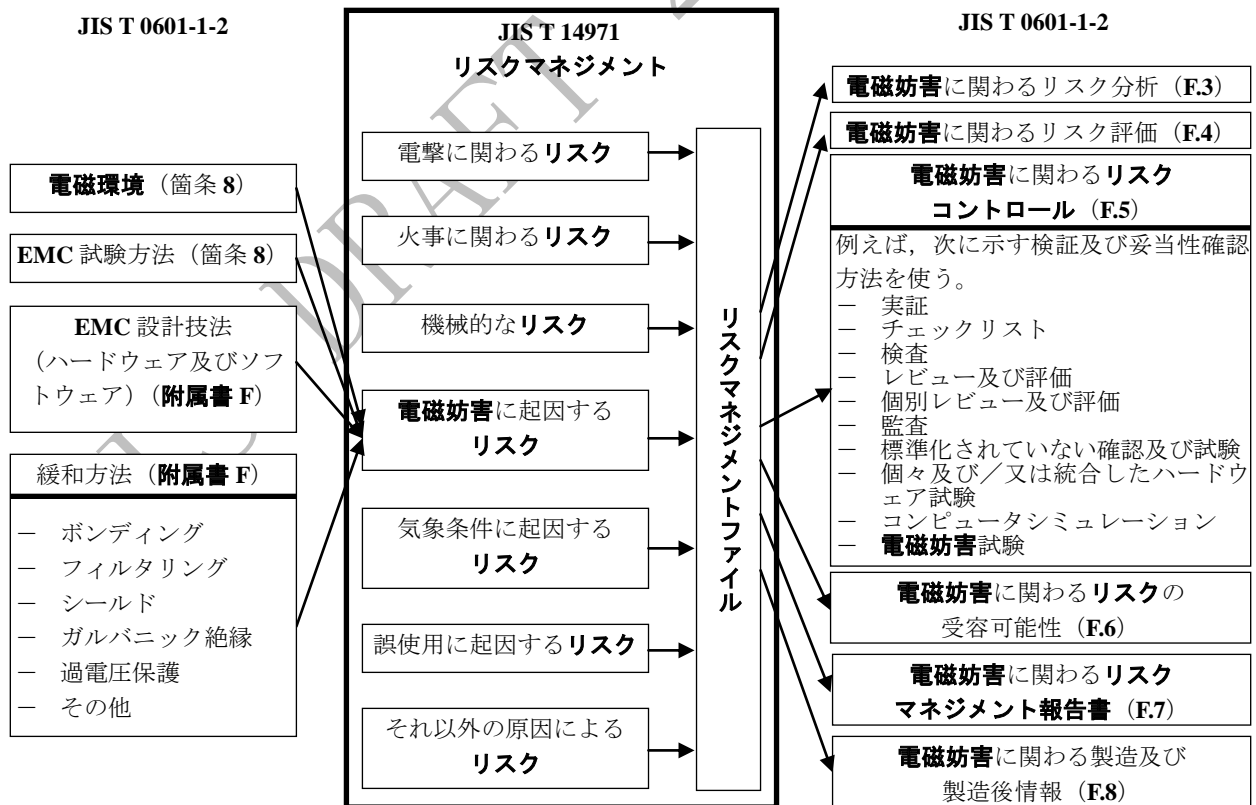 JIS T 0601-1-2
電磁環境（箇条 8）
EMC 試験方法（箇条 8）
EMC 設計技法
（ハードウェア及びソフ
トウェア）（附属書 F）
緩和方法（附属書 F）
－ ボンディング
－ フィルタリング
－ シールド
－ ガルバニック絶縁
－ 過電圧保護
－ その他
JIS T 14971
リスクマネジメント
電撃に関わるリスク
火事に関わるリスク
機械的なリスク
電磁妨害に起因する
リスク
気象条件に起因する
リスク
誤使用に起因するリスク
それ以外の原因による
リスク
リスクマネジメントファイル
JIS T 0601-1-2
電磁妨害に関わるリスク分析（F.3）
電磁妨害に関わるリスク評価（F.4）
電磁妨害に関わるリスク
コントロール（F.5）
例えば，次に示す検証及び妥当性確認
方法を使う。
－ 実証
－ チェックリスト
－ 検査
－ レビュー及び評価
－ 個別レビュー及び評価
－ 監査
－ 標準化されていない確認及び試験
－ 個々及び／又は統合したハードウ
ェア試験
－ コンピュータシミュレーション
－ 電磁妨害試験
電磁妨害に関わるリスクの
受容可能性（F.6）
電磁妨害に関わるリスク
マネジメント報告書（F.7）
電磁妨害に関わる製造及び
製造後情報（F.8）
DRAFT